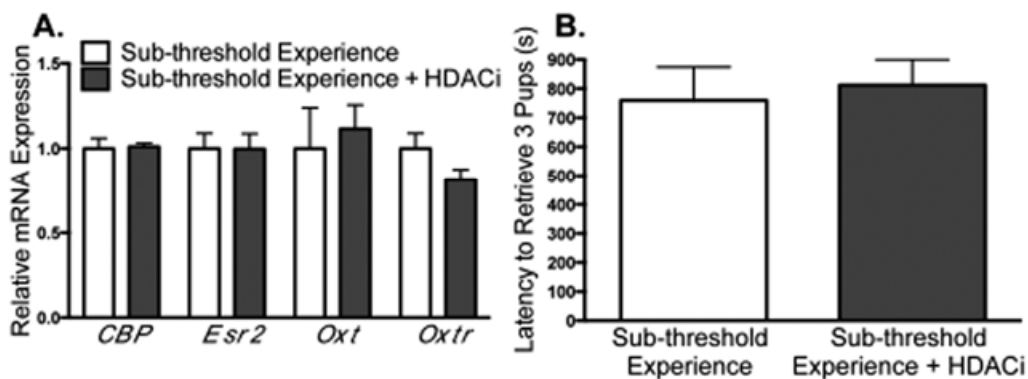 A.
Sub-threshold Experience
Sub-threshold Experience + HDACi
Relative mRNA Expression
1.5
1.0
0.5
0.0
CBP Esr2 Oxt Oxtr
B.
Latency to Retrieve 3 Pups (s)
900
800
700
600
500
400
300
200
100
0
Sub-threshold
Experience
Sub-threshold
Experience + HDACi